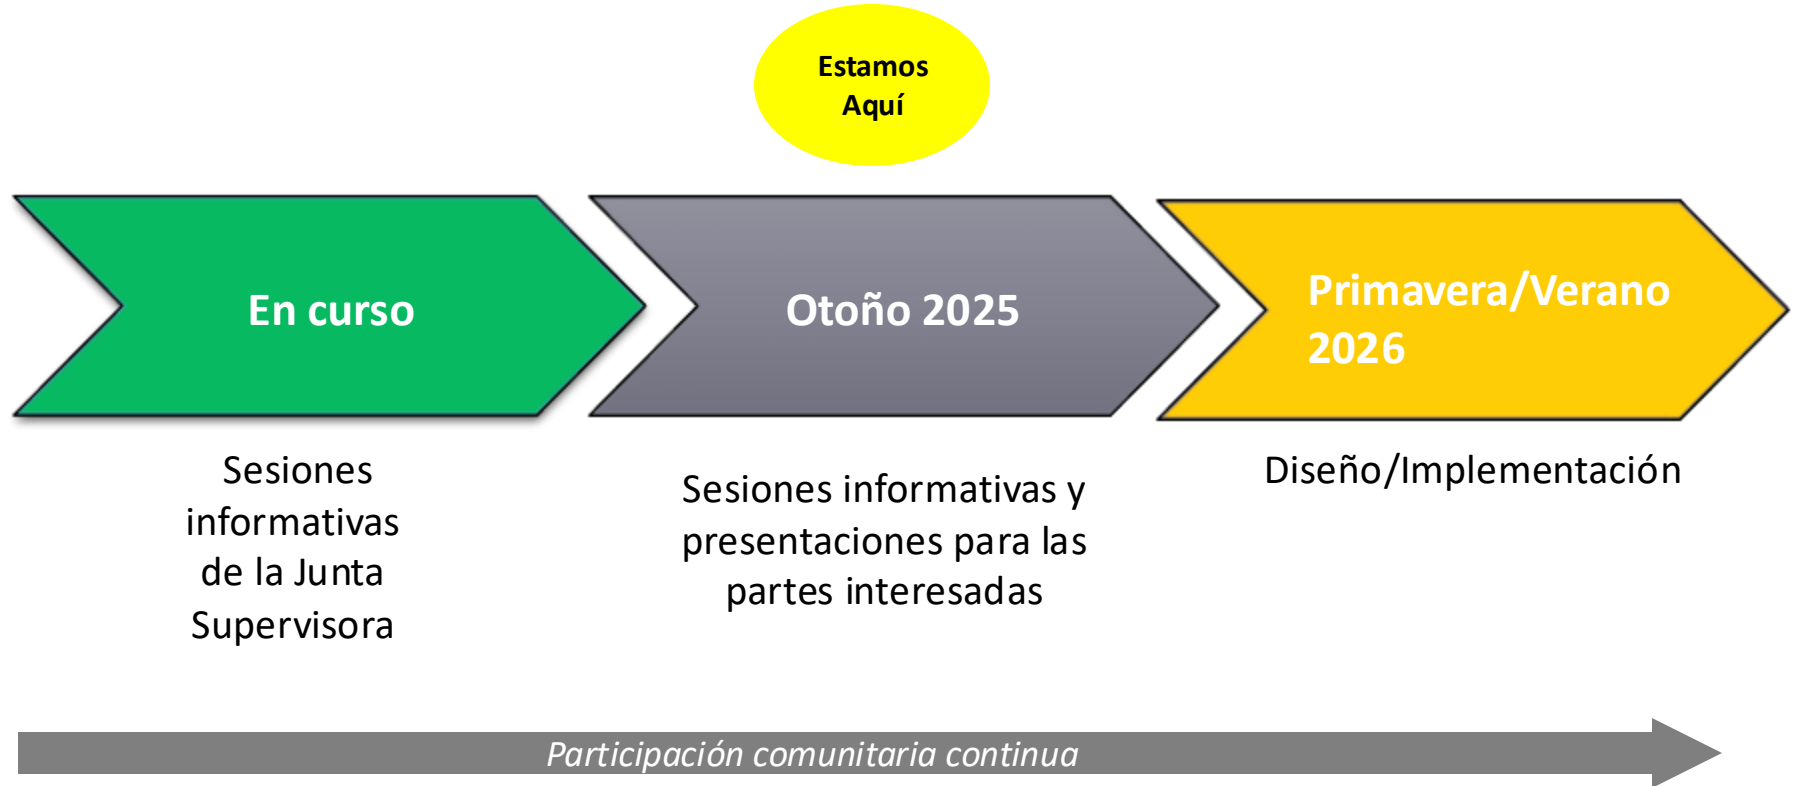 Estamos
Aquí
En curso
Otoño 2025
Primavera/Verano
2026
Sesiones
informativas
de la Junta
Supervisora
Sesiones informativas y
presentaciones para las
partes interesadas
Diseño/Implementación
Participación comunitaria continua